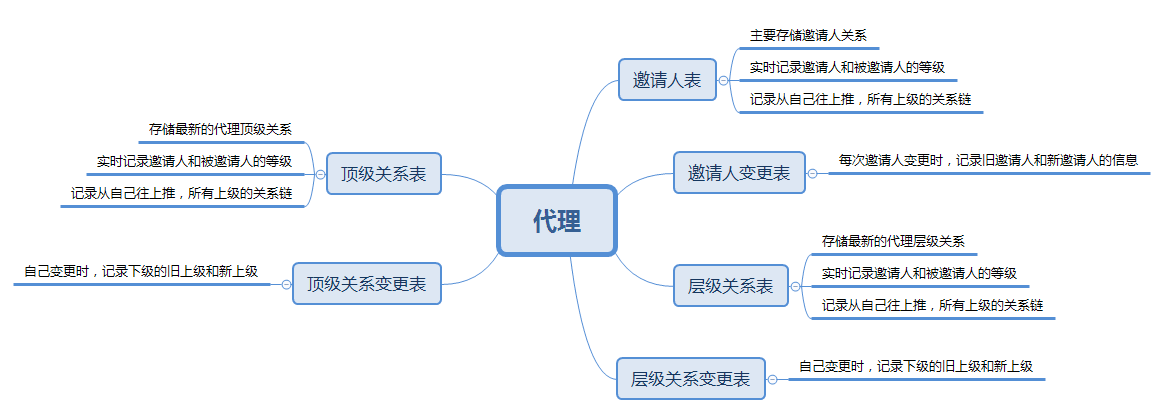 代理
邀请人表
主要存储邀请人关系
实时记录邀请人和被邀请人的等级
记录从自己往上推，所有上级的关系链
邀请人变更表
每次邀请人变更时，记录旧邀请人和新邀请人的信息
层级关系表
存储最新的代理层级关系
实时记录邀请人和被邀请人的等级
记录从自己往上推，所有上级的关系链
层级关系变更表
自己变更时，记录下级的旧上级和新上级
顶级关系表
存储最新的代理顶级关系
实时记录邀请人和被邀请人的等级
记录从自己往上推，所有上级的关系链
顶级关系变更表
自己变更时，记录下级的旧上级和新上级